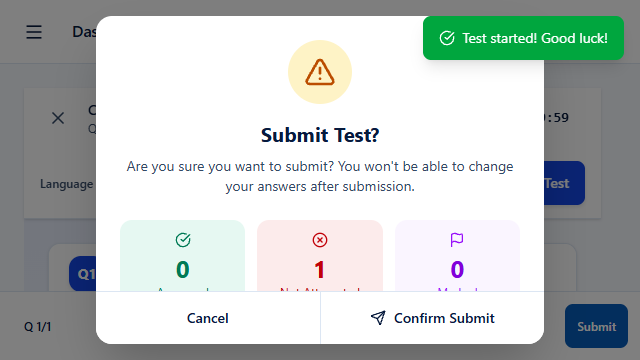 Test started! Good luck!
Submit Test?
Are you sure you want to submit? You won't be able to change
your answers after submission.
:59
Language
Test
0
1
0
Q1
Cancel
Confirm Submit
Q 1/1
Submit